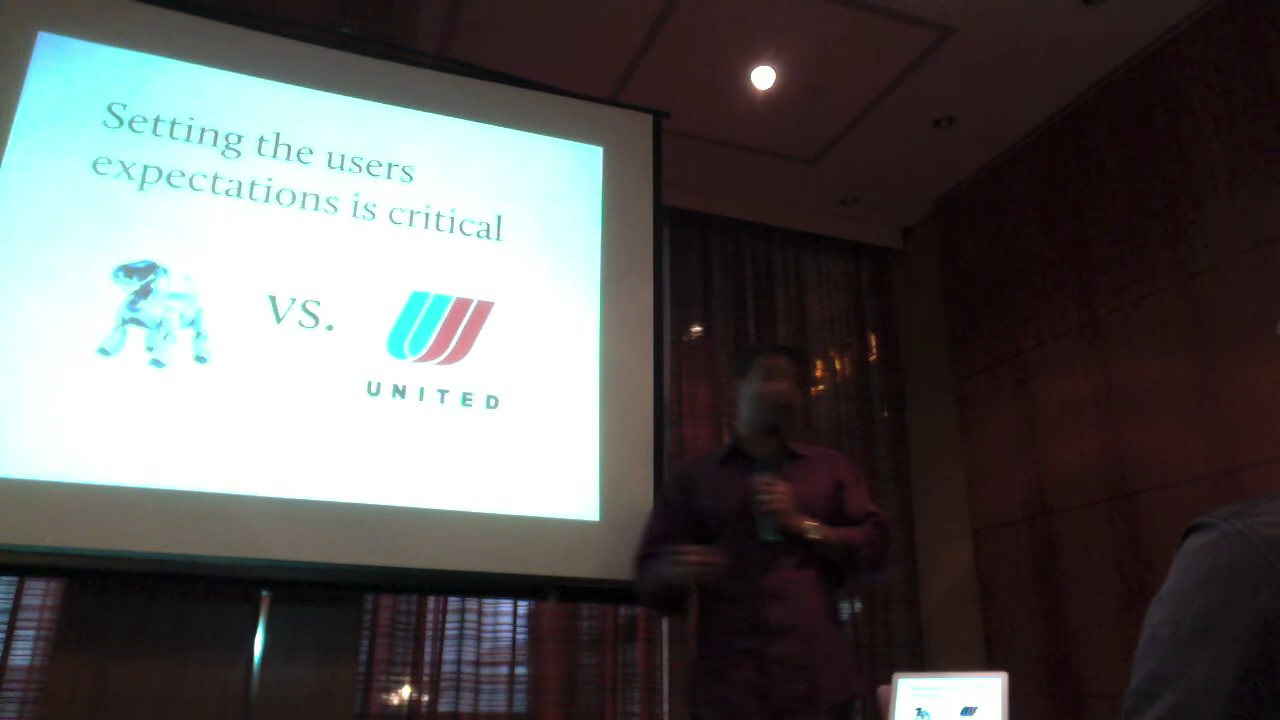 Setting the users
expectations is critical
vs.
UNITED